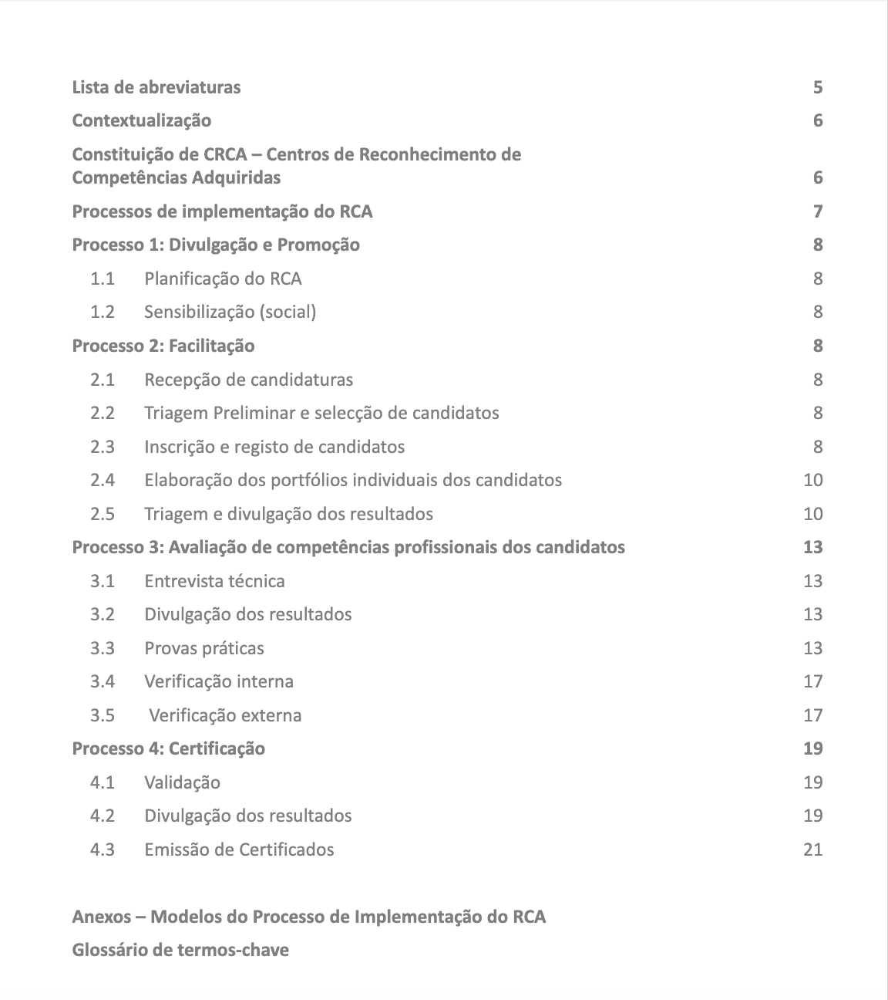 Lista de abreviaturas 5
Contextualização 6
Constituição de CRCA – Centros de Reconhecimento de
Competências Adquiridas 6
Processos de implementação do RCA 7
Processo 1: Divulgação e Promoção 8
1.1 Planificação do RCA 8
1.2 Sensibilização (social) 8
Processo 2: Facilitação 8
2.1 Recepção de candidaturas 8
2.2 Triagem Preliminar e selecção de candidatos 8
2.3 Inscrição e registo de candidatos 8
2.4 Elaboração dos portfólios individuais dos candidatos 10
2.5 Triagem e divulgação dos resultados 10
Processo 3: Avaliação de competências profissionais dos candidatos 13
3.1 Entrevista técnica 13
3.2 Divulgação dos resultados 13
3.3 Provas práticas 13
3.4 Verificação interna 17
3.5 Verificação externa 17
Processo 4: Certificação 19
4.1 Validação 19
4.2 Divulgação dos resultados 19
4.3 Emissão de Certificados 21
Anexos – Modelos do Processo de Implementação do RCA
Glossário de termos-chave